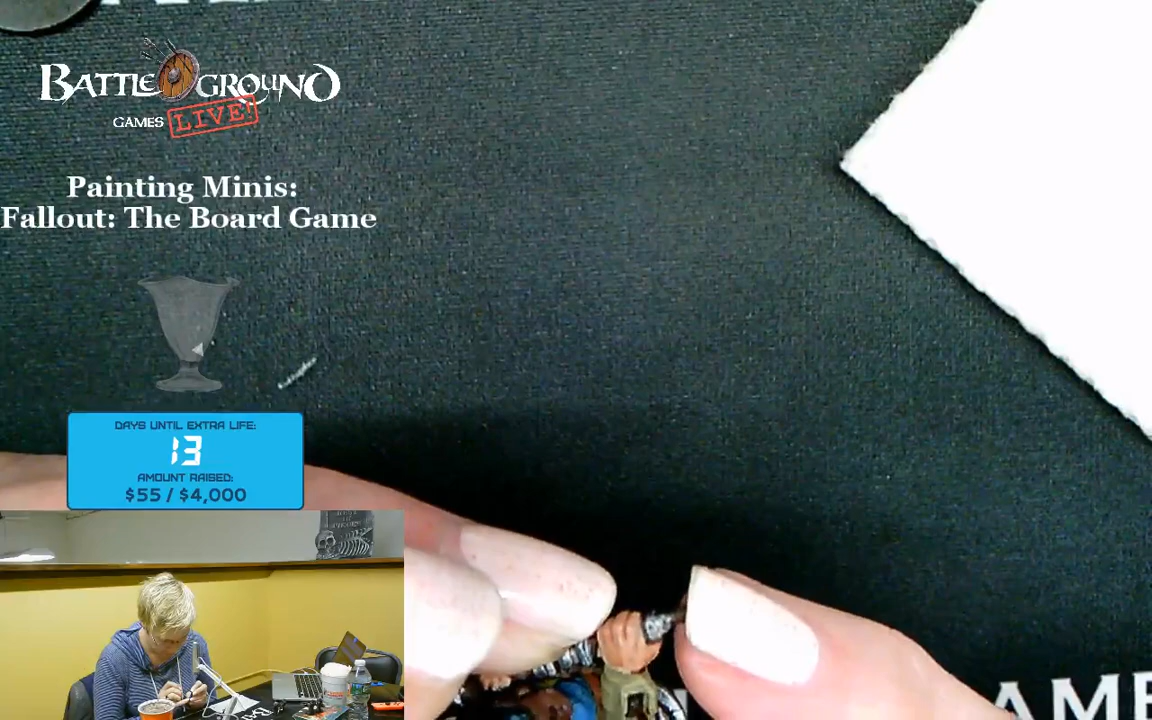 BATTLEGROUND
GAMES LIVE!
Painting Minis:
Fallout: The Board Game
DAYS UNTIL EXTRA LIFE:
13
AMOUNT RAISED:
$55 / $4,000